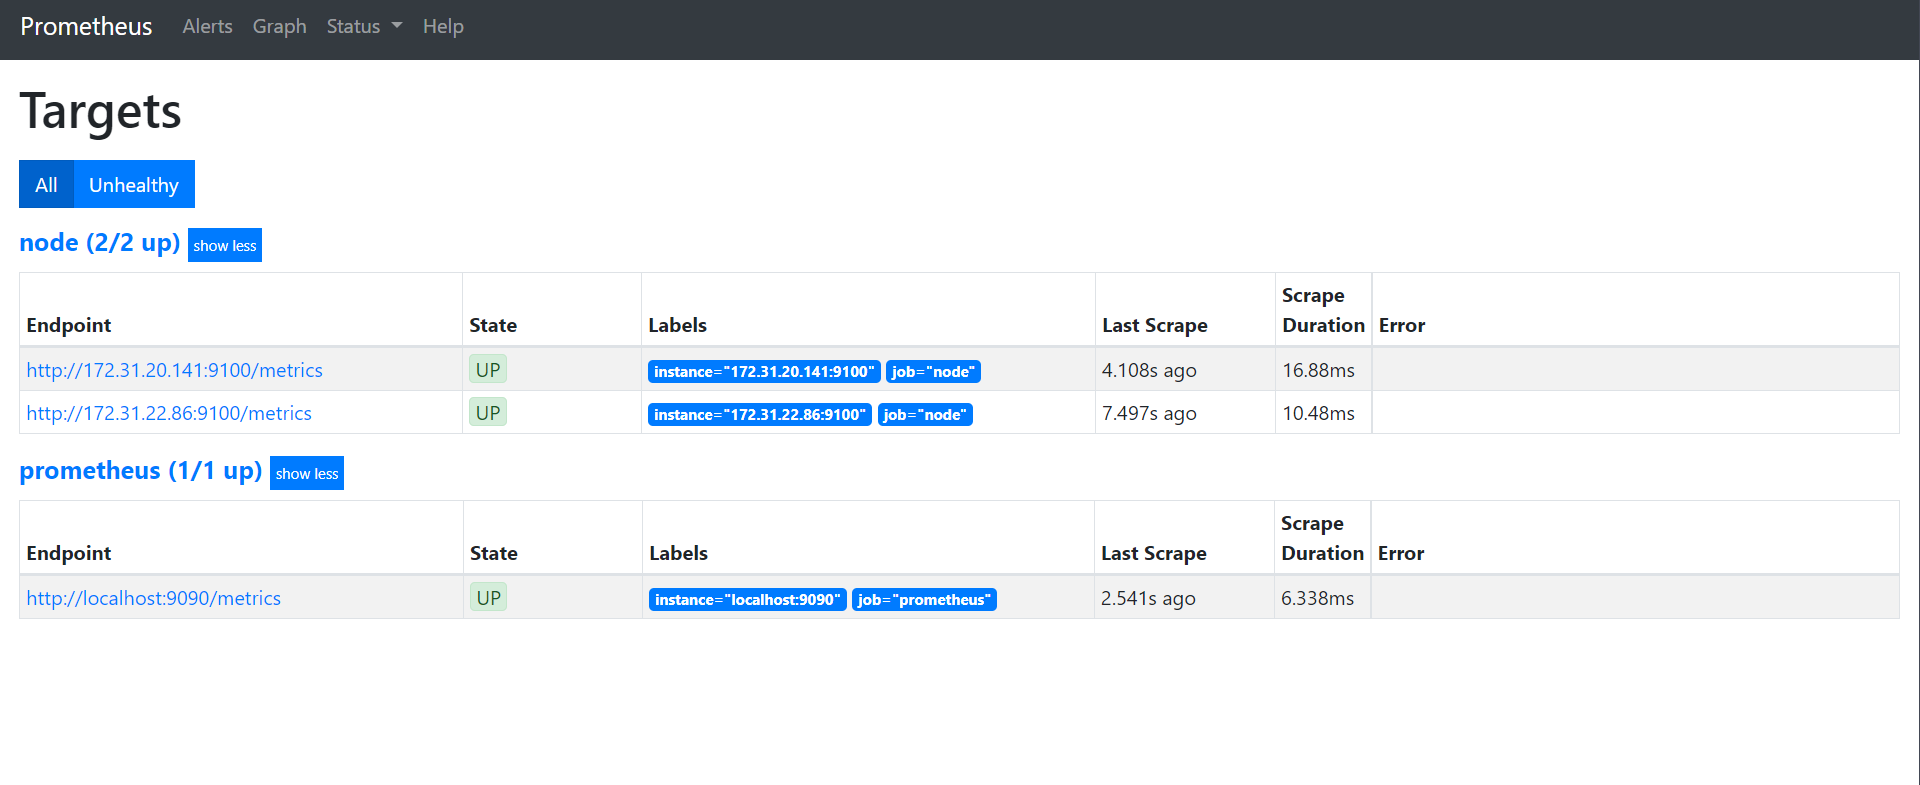 Prometheus Alerts Graph Status Help
Targets
All Unhealthy
node (2/2 up) show less
Endpoint State Labels Last Scrape Scrape Duration Error
http://172.31.20.141:9100/metrics UP instance="172.31.20.141:9100" job="node" 4.108s ago 16.88ms
http://172.31.22.86:9100/metrics UP instance="172.31.22.86:9100" job="node" 7.497s ago 10.48ms
prometheus (1/1 up) show less
Endpoint State Labels Last Scrape Scrape Duration Error
http://localhost:9090/metrics UP instance="localhost:9090" job="prometheus" 2.541s ago 6.338ms